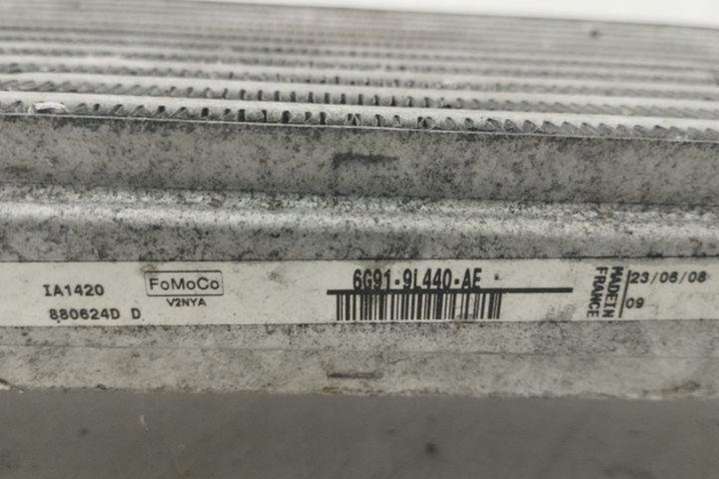 IA1420
880624D D
FoMoCo
V2NYA
6G91-9L440-AE
MADE IN
FRANCE
23/06/08
09